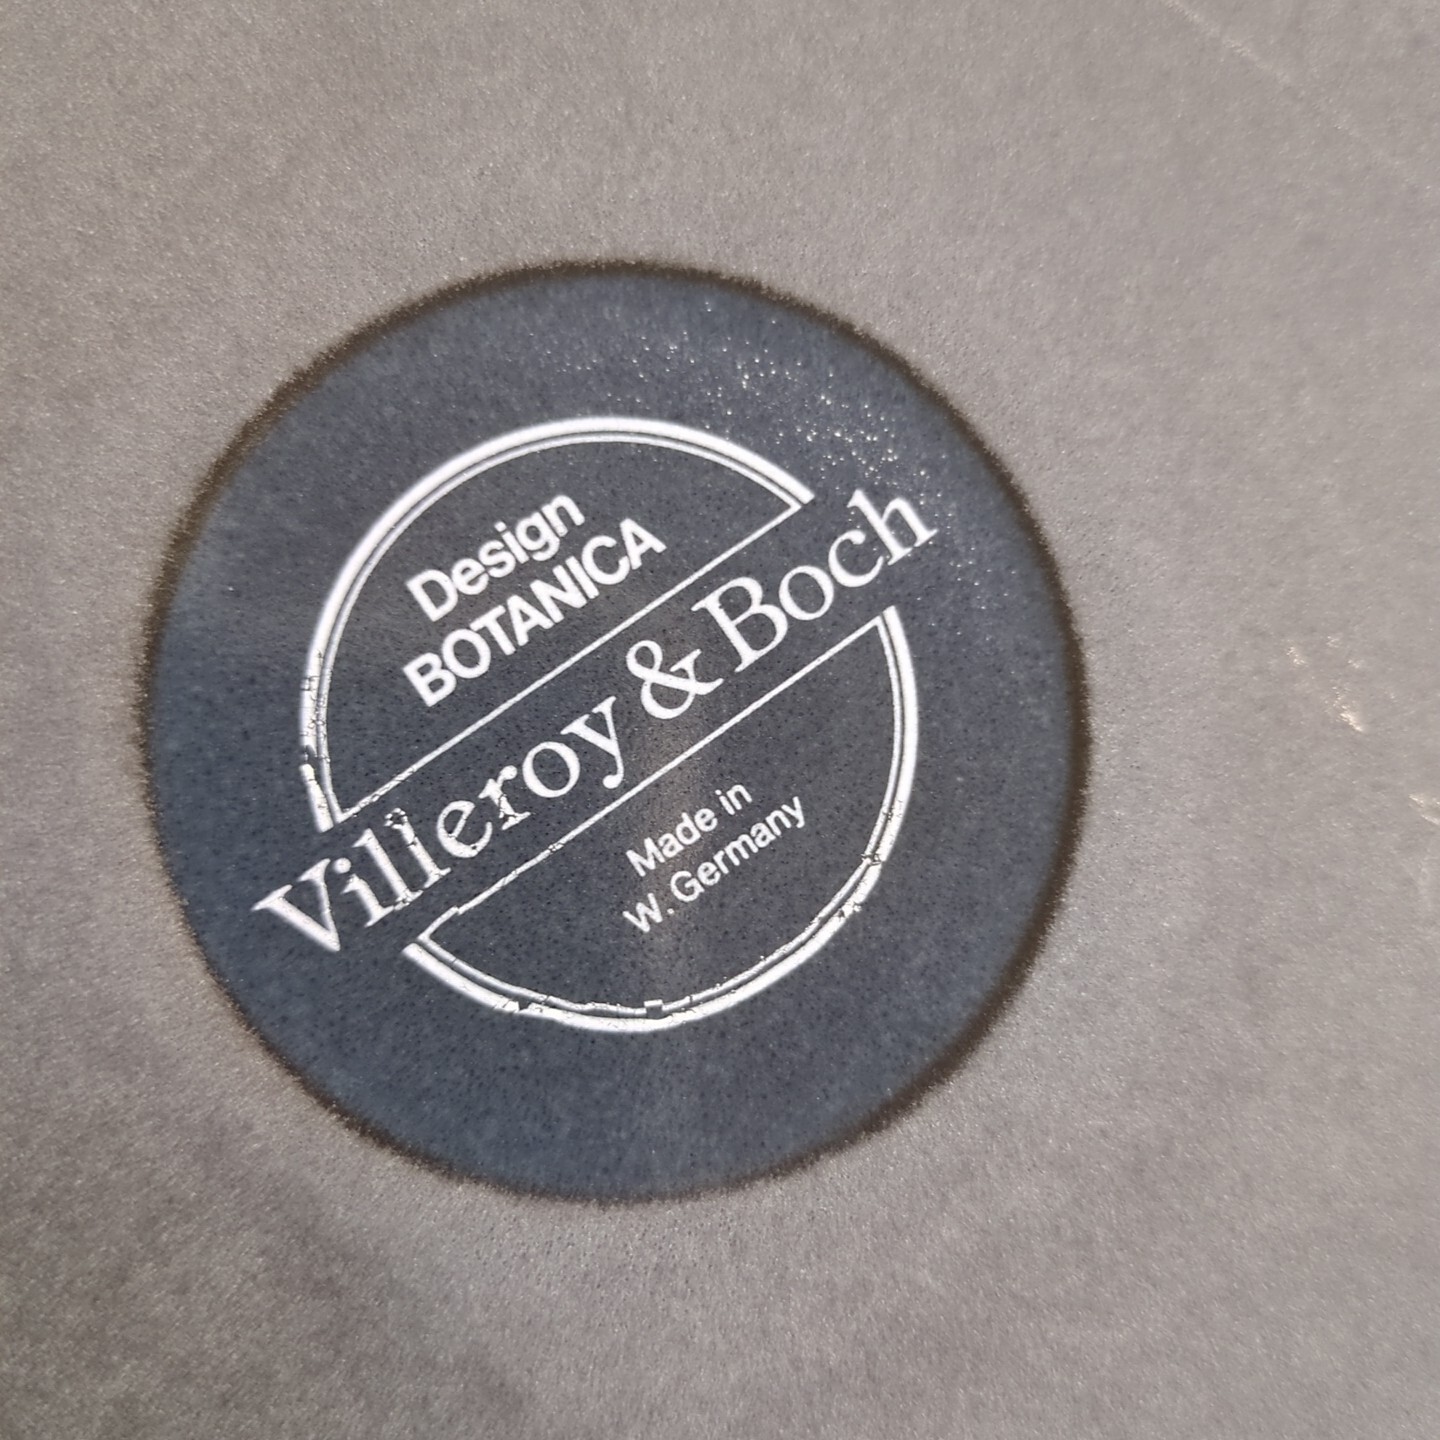 Design
BOTANICA
Villeroy & Boch
Made in
W. Germany